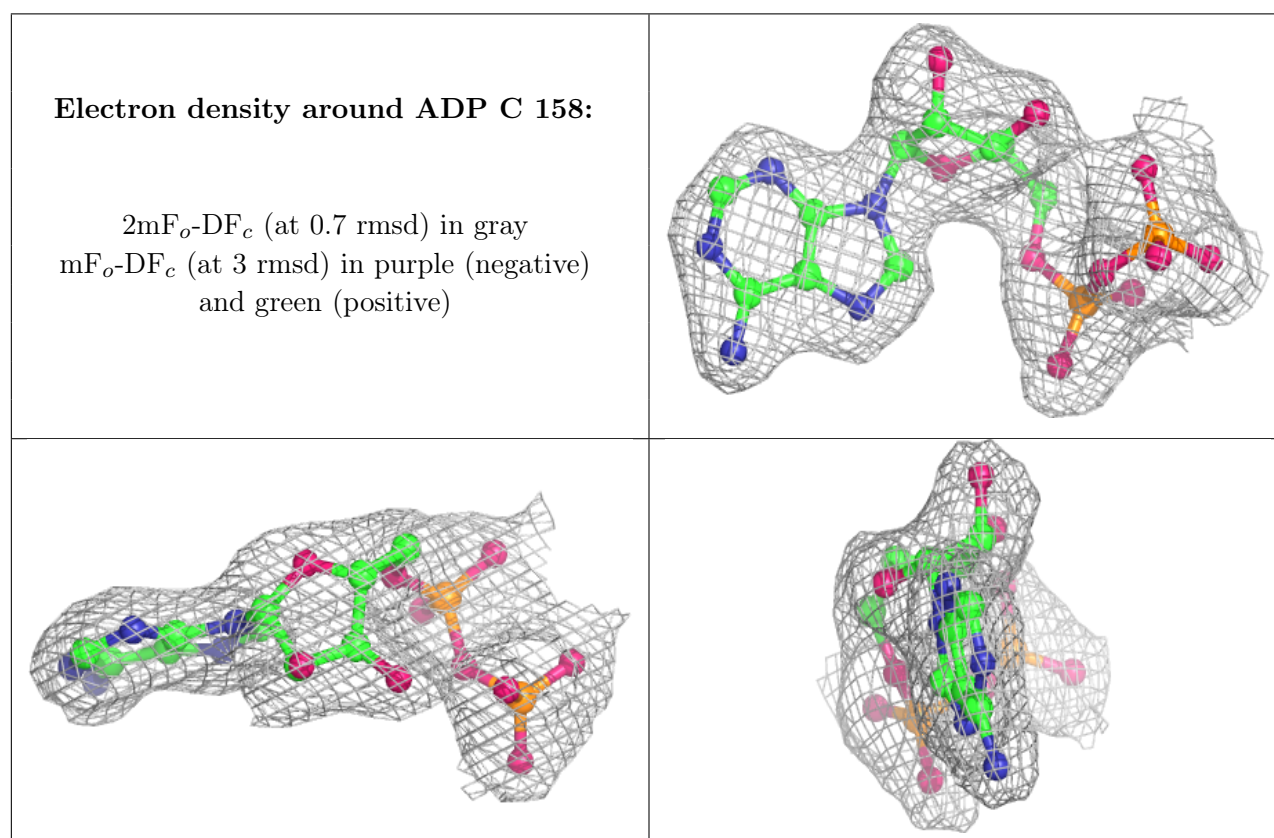 Electron density around ADP C 158:
2mFₒ-DF𝑐 (at 0.7 rmsd) in gray
mFₒ-DF𝑐 (at 3 rmsd) in purple (negative)
and green (positive)